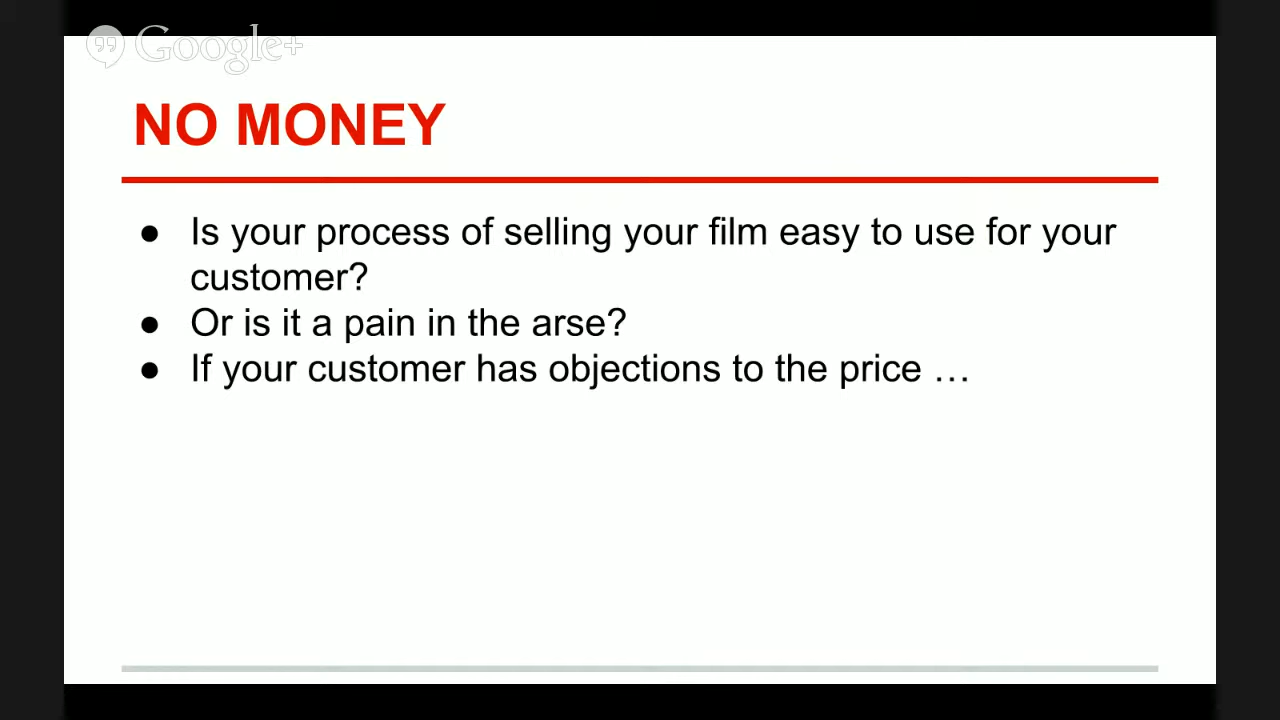 Google+
NO MONEY
● Is your process of selling your film easy to use for your
customer?
● Or is it a pain in the arse?
● If your customer has objections to the price …